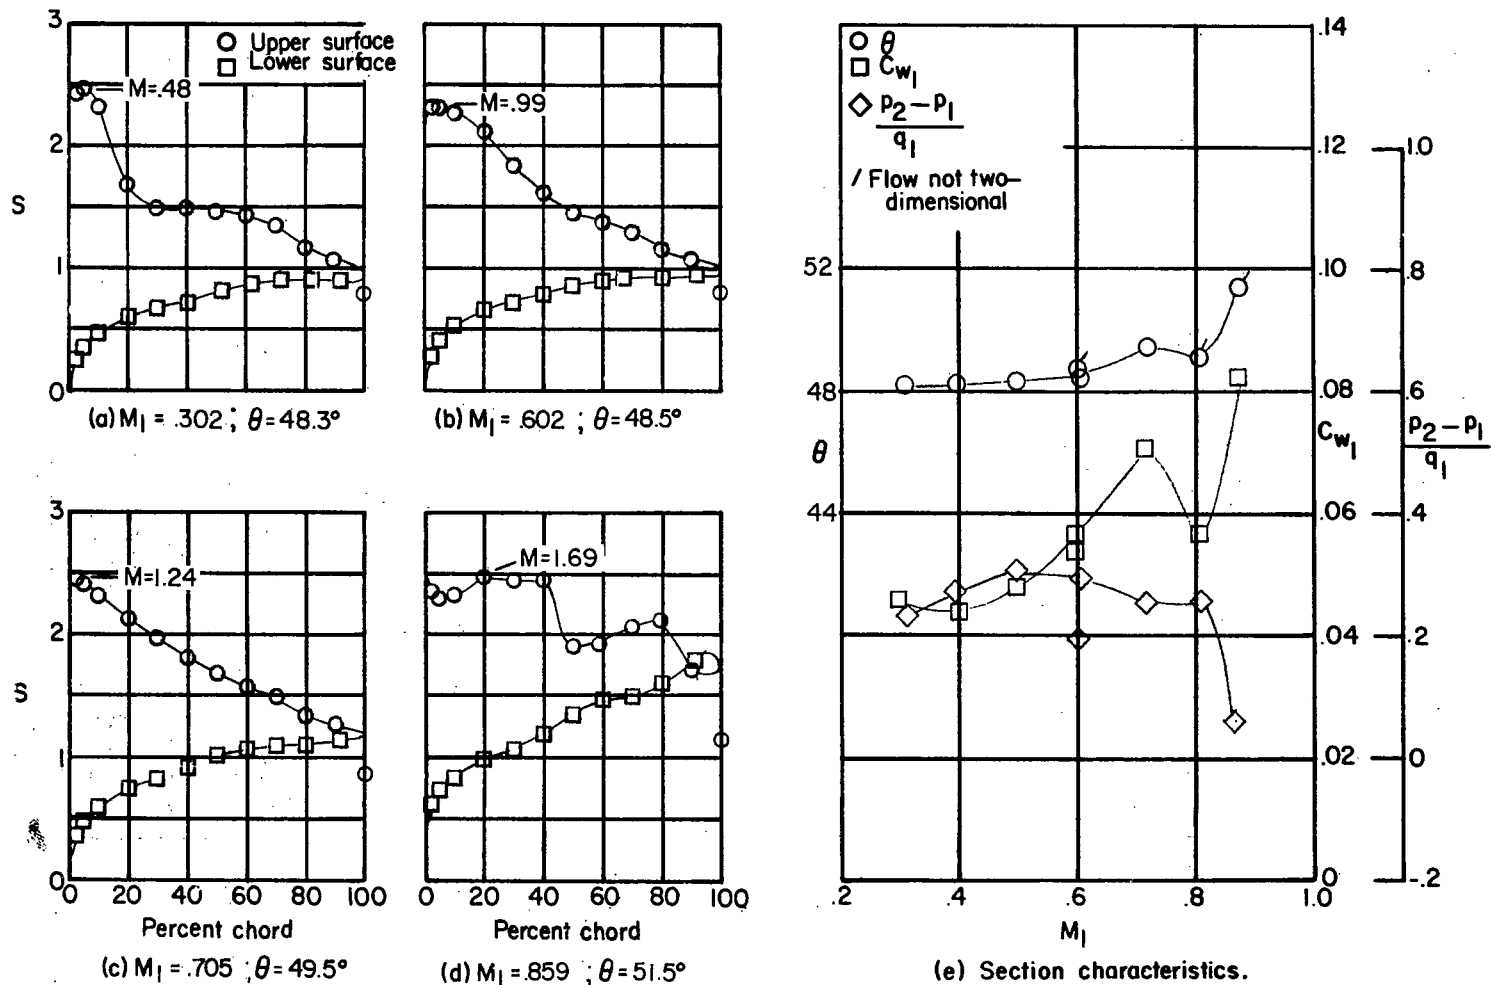 3
2
S
1
0
○ Upper surface
□ Lower surface
M=.48
(a) M₁ = .302 ; θ=48.3°
M=.99
(b) M₁ = .602 ; θ=48.5°
3
2
S
1
0
M=1.24
0 20 40 60 80 100
Percent chord
(c) M₁ = .705 ; θ=49.5°
M=1.69
0 20 40 60 80 100
Percent chord
(d) M₁ = .859 ; θ=51.5°
○ θ
□ Cw₁
◇ p₂−p₁
q₁
/ Flow not two-
dimensional
52
48
θ
44
.14
.12
.10
.08
Cw₁
.06
.04
.02
0
1.0
.8
.6
p₂−p₁
q₁
.4
.2
0
-.2
.2 .4 .6 .8 1.0
M₁
(e) Section characteristics.